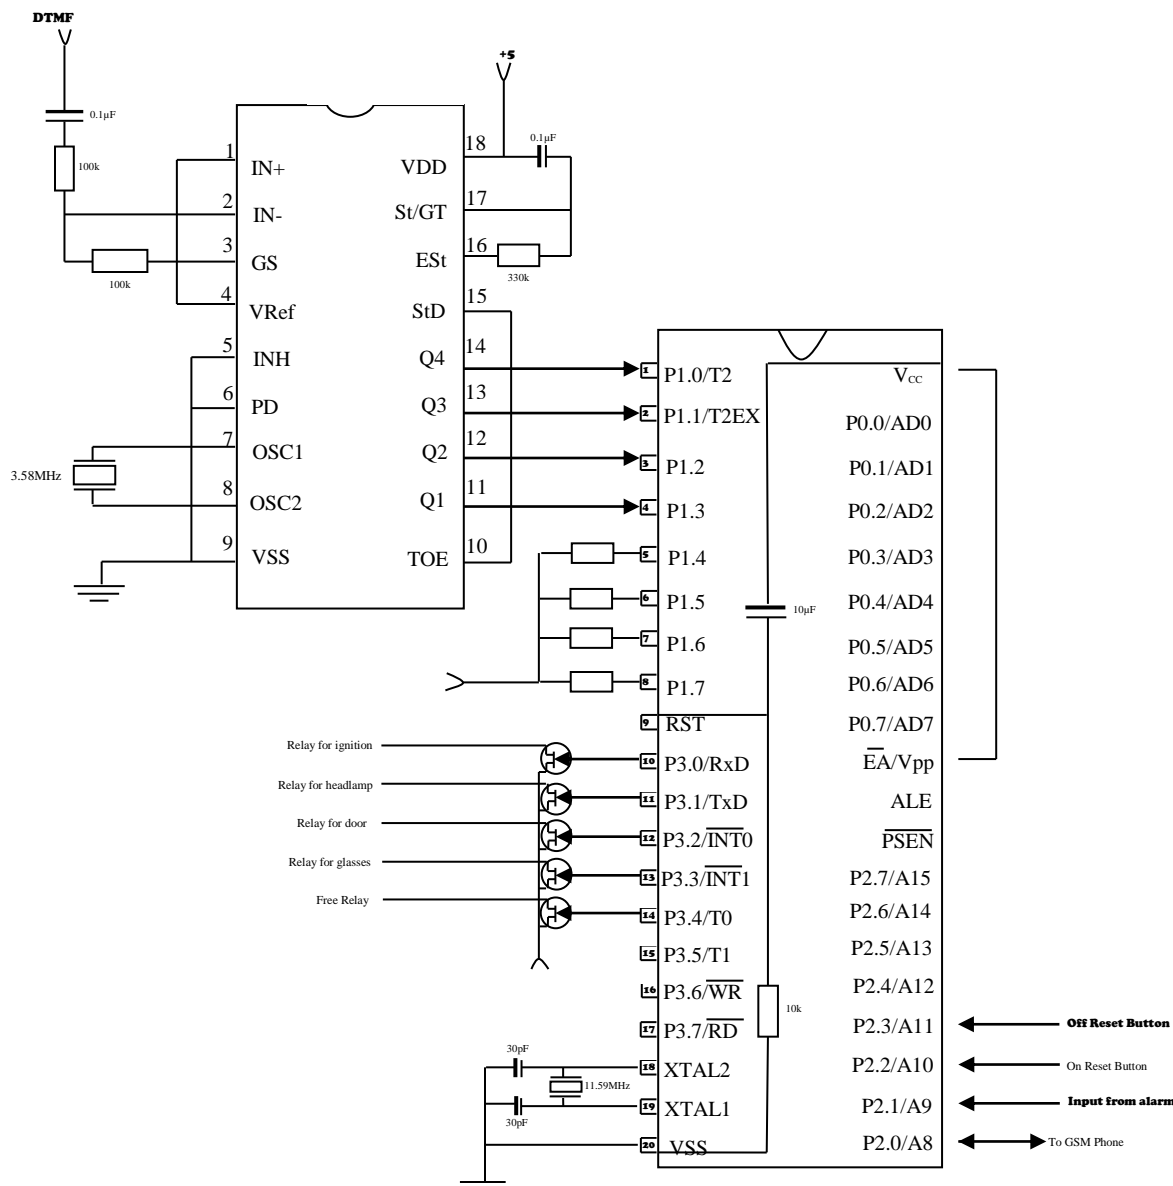 DTMF
+5
0.1µF
100k
100k
0.1µF
330k
1 IN+
2 IN-
3 GS
4 VRef
5 INH
6 PD
7 OSC1
8 OSC2
9 VSS
18 VDD
17 St/GT
16 ESt
15 StD
14 Q4
13 Q3
12 Q2
11 Q1
10 TOE
3.58MHz
1 P1.0/T2
2 P1.1/T2EX
3 P1.2
4 P1.3
5 P1.4
6 P1.5
7 P1.6
8 P1.7
9 RST
10 P3.0/RxD
11 P3.1/TxD
12 P3.2/INT0
13 P3.3/INT1
14 P3.4/T0
15 P3.5/T1
16 P3.6/WR
17 P3.7/RD
18 XTAL2
19 XTAL1
20 VSS
VCC
P0.0/AD0
P0.1/AD1
P0.2/AD2
P0.3/AD3
P0.4/AD4
P0.5/AD5
P0.6/AD6
P0.7/AD7
EA/Vpp
ALE
PSEN
P2.7/A15
P2.6/A14
P2.5/A13
P2.4/A12
P2.3/A11
P2.2/A10
P2.1/A9
P2.0/A8
10µF
10k
Relay for ignition
Relay for headlamp
Relay for door
Relay for glasses
Free Relay
30pF
11.59MHz
30pF
Off Reset Button
On Reset Button
Input from alarm
To GSM Phone